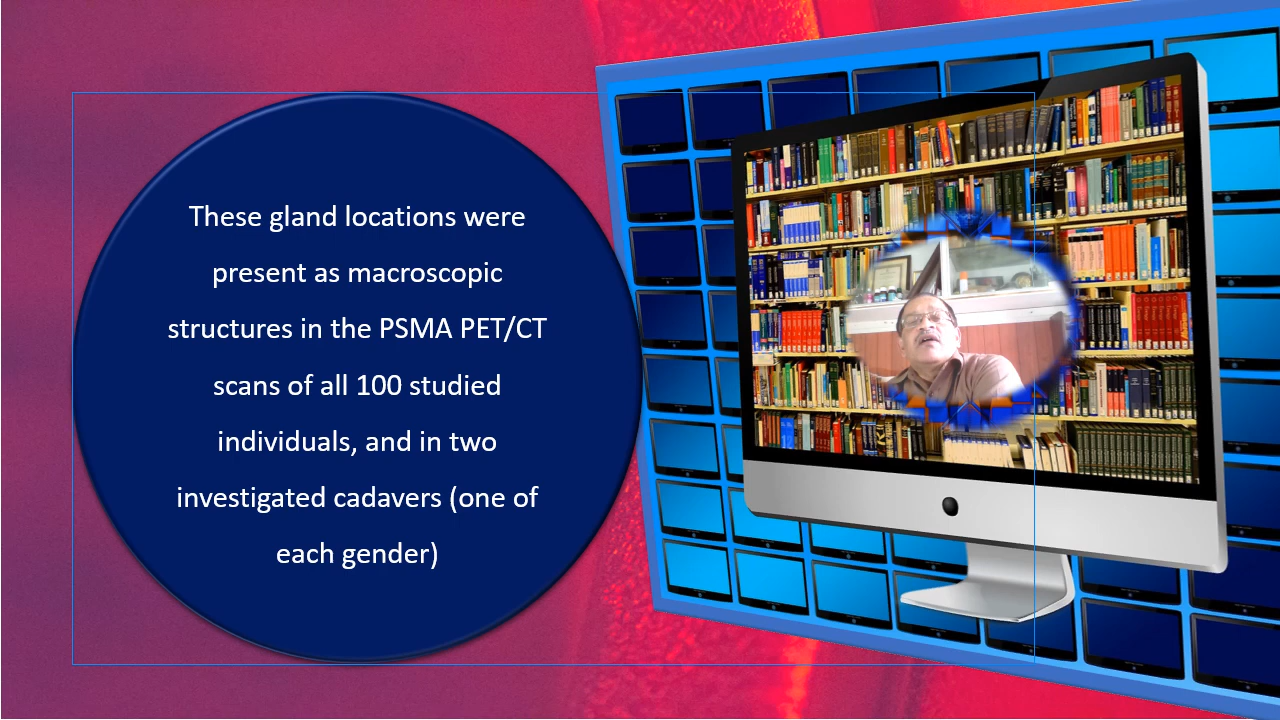 These gland locations were
present as macroscopic
structures in the PSMA PET/CT
scans of all 100 studied
individuals, and in two
investigated cadavers (one of
each gender)